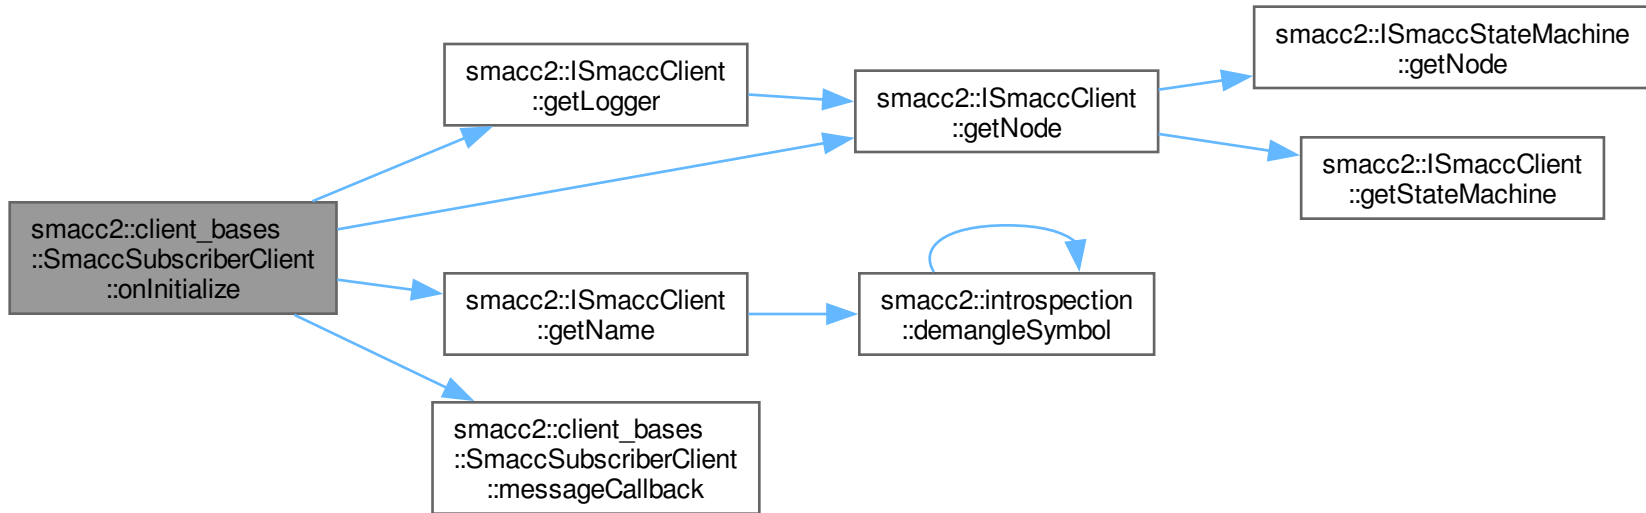 smacc2::client_bases
::SmaccSubscriberClient
::onInitialize
smacc2::ISmaccClient
::getLogger
smacc2::ISmaccClient
::getNode
smacc2::ISmaccStateMachine
::getNode
smacc2::ISmaccClient
::getStateMachine
smacc2::ISmaccClient
::getName
smacc2::introspection
::demangleSymbol
smacc2::client_bases
::SmaccSubscriberClient
::messageCallback